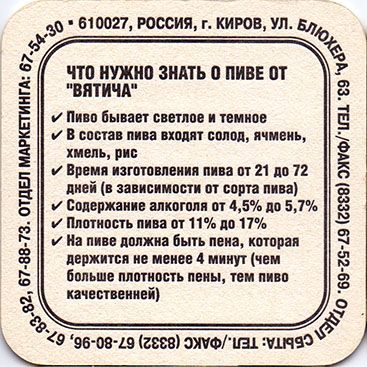 610027, РОССИЯ, г. КИРОВ, УЛ. БЛЮХЕРА, 63. ТЕЛ./ФАКС (8332) 67-52-69. ОТДЕЛ СБЫТА: ТЕЛ./ФАКС (8332) 67-80-96, 67-83-82, 67-88-73. ОТДЕЛ МАРКЕТИНГА: 67-54-30 •
ЧТО НУЖНО ЗНАТЬ О ПИВЕ ОТ
"ВЯТИЧА"
✓ Пиво бывает светлое и темное
✓ В состав пива входят солод, ячмень,
хмель, рис
✓ Время изготовления пива от 21 до 72
дней (в зависимости от сорта пива)
✓ Содержание алкоголя от 4,5% до 5,7%
✓ Плотность пива от 11% до 17%
✓ На пиве должна быть пена, которая
держится не менее 4 минут (чем
больше плотность пены, тем пиво
качественней)